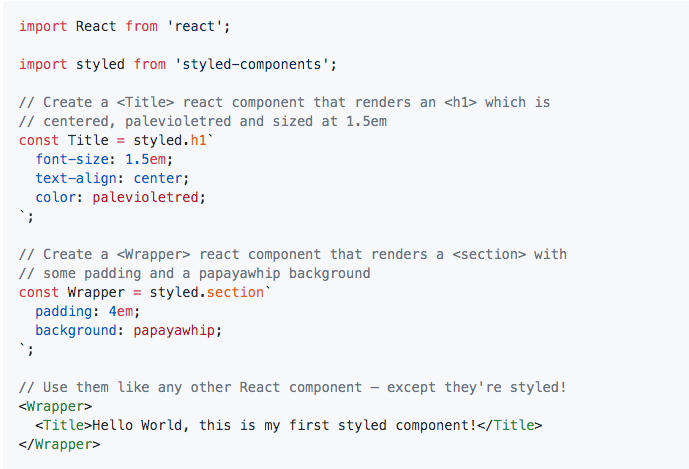 import React from 'react';

import styled from 'styled-components';

// Create a <Title> react component that renders an <h1> which is
// centered, palevioletred and sized at 1.5em
const Title = styled.h1`
  font-size: 1.5em;
  text-align: center;
  color: palevioletred;
`;

// Create a <Wrapper> react component that renders a <section> with
// some padding and a papayawhip background
const Wrapper = styled.section`
  padding: 4em;
  background: papayawhip;
`;

// Use them like any other React component – except they're styled!
<Wrapper>
  <Title>Hello World, this is my first styled component!</Title>
</Wrapper>